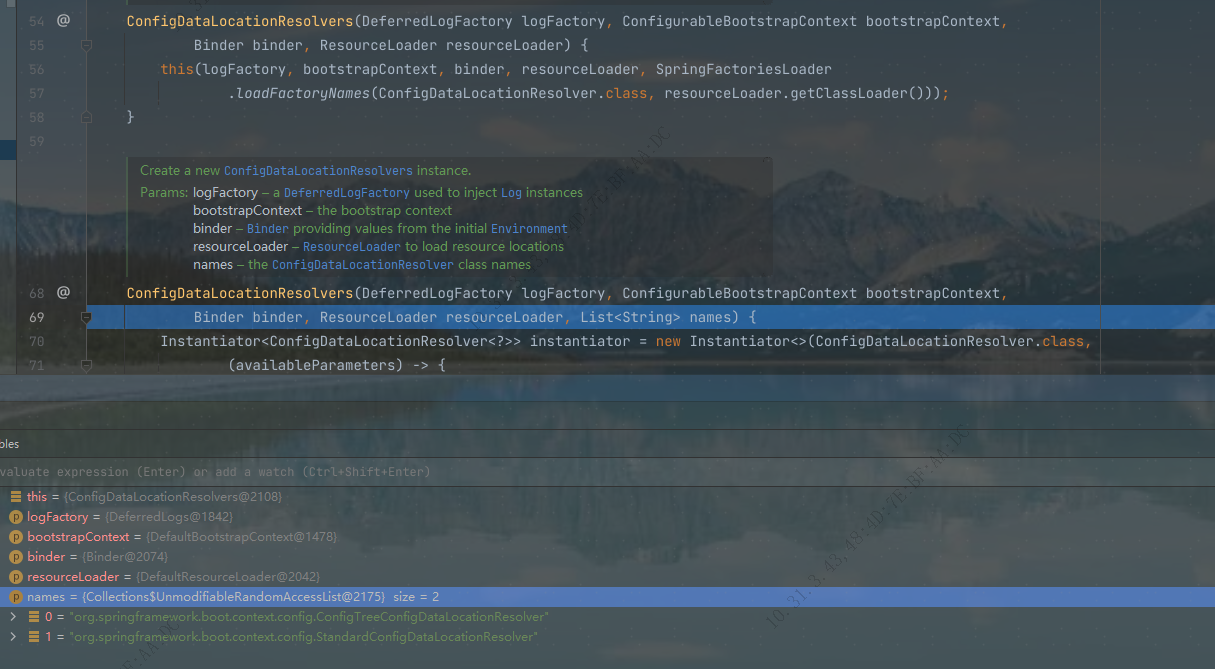 54 @ ConfigDataLocationResolvers(DeferredLogFactory logFactory, ConfigurableBootstrapContext bootstrapContext,
55 Binder binder, ResourceLoader resourceLoader) {
56 this(logFactory, bootstrapContext, binder, resourceLoader, SpringFactoriesLoader
57 .loadFactoryNames(ConfigDataLocationResolver.class, resourceLoader.getClassLoader()));
58 }
59
Create a new ConfigDataLocationResolvers instance.
Params: logFactory – a DeferredLogFactory used to inject Log instances
bootstrapContext – the bootstrap context
binder – Binder providing values from the initial Environment
resourceLoader – ResourceLoader to load resource locations
names – the ConfigDataLocationResolver class names
68 @ ConfigDataLocationResolvers(DeferredLogFactory logFactory, ConfigurableBootstrapContext bootstrapContext,
69 Binder binder, ResourceLoader resourceLoader, List<String> names) {
70 Instantiator<ConfigDataLocationResolver<?>> instantiator = new Instantiator<>(ConfigDataLocationResolver.class,
71 (availableParameters) -> {
bles
valuate expression (Enter) or add a watch (Ctrl+Shift+Enter)
this = {ConfigDataLocationResolvers@2108}
p logFactory = {DeferredLogs@1842}
p bootstrapContext = {DefaultBootstrapContext@1478}
p binder = {Binder@2074}
p resourceLoader = {DefaultResourceLoader@2042}
p names = {Collections$UnmodifiableRandomAccessList@2175} size = 2
0 = "org.springframework.boot.context.config.ConfigTreeConfigDataLocationResolver"
1 = "org.springframework.boot.context.config.StandardConfigDataLocationResolver"